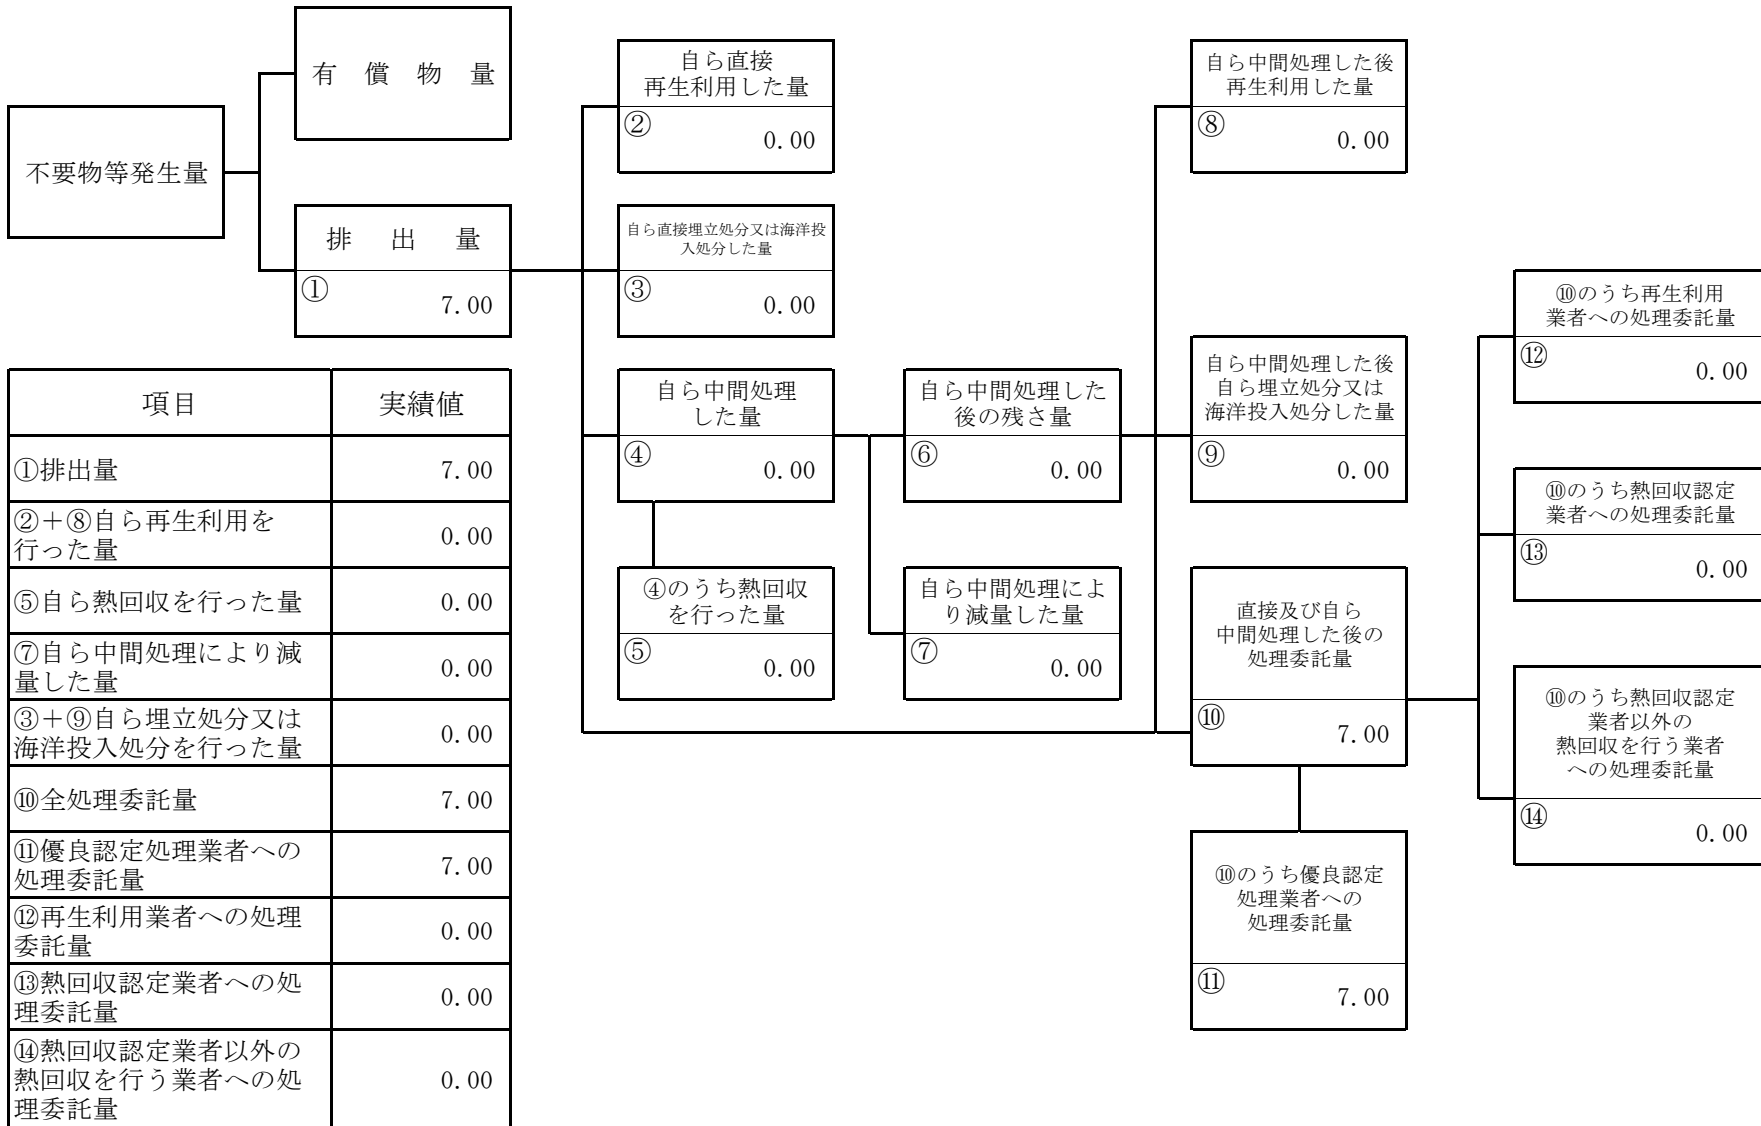 不要物等発生量
有償物量
排出量
①
7.00
自ら直接
再生利用した量
②
0.00
自ら直接埋立処分又は海洋投
入処分した量
③
0.00
自ら中間処理
した量
④
0.00
④のうち熱回収
を行った量
⑤
0.00
自ら中間処理した
後の残さ量
⑥
0.00
自ら中間処理によ
り減量した量
⑦
0.00
自ら中間処理した後
再生利用した量
⑧
0.00
自ら中間処理した後
自ら埋立処分又は
海洋投入処分した量
⑨
0.00
直接及び自ら
中間処理した後の
処理委託量
⑩
7.00
⑩のうち優良認定
処理業者への
処理委託量
⑪
7.00
⑩のうち再生利用
業者への処理委託量
⑫
0.00
⑩のうち熱回収認定
業者への処理委託量
⑬
0.00
⑩のうち熱回収認定
業者以外の
熱回収を行う業者
への処理委託量
⑭
0.00
項目 実績値
①排出量 7.00
②＋⑧自ら再生利用を
行った量 0.00
⑤自ら熱回収を行った量 0.00
⑦自ら中間処理により減
量した量 0.00
③＋⑨自ら埋立処分又は
海洋投入処分を行った量 0.00
⑩全処理委託量 7.00
⑪優良認定処理業者への
処理委託量 7.00
⑫再生利用業者への処理
委託量 0.00
⑬熱回収認定業者への処
理委託量 0.00
⑭熱回収認定業者以外の
熱回収を行う業者への処
理委託量 0.00